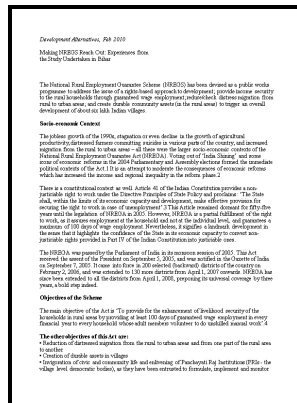 Development Alternatives, Feb 2010
Making NREGS Reach Out: Experiences from
the Study Undertaken in Bihar
The National Rural Employment Guarantee Scheme (NREGS) has been devised as a public works
programme to address the issue of a rights-based approach to development; provide income security
to the rural households through guaranteed wage employment; reduce/check distress migration from
rural to urban areas; and create durable community assets (in the rural areas) to trigger an overall
development of about six lakh Indian villages.
Socio-economic Context
The jobless growth of the 1990s, stagnation or even decline in the growth of agricultural
productivity, distressed farmers committing suicides in various parts of the country, and increased
migration from the rural to urban areas – all these were the larger socio-economic contexts of the
National Rural Employment Guarantee Act (NREGA). Voting out of 'India Shining' and some
icons of economic reforms in the 2004 Parliamentary and Assembly elections formed the immediate
political contexts of the Act.1 It is an attempt to moderate the consequences of economic reforms
which has increased the income and regional inequality in the reforms phase.2
There is a constitutional context as well. Article 41 of the Indian Constitution provides a non-
justiciable right to work under the Directive Principles of State Policy and proclaims: "The State
shall, within the limits of its economic capacity and development, make effective provision for
securing the right to work in case of unemployment".3 This Article remained dormant for fifty-five
years until the legislation of NREGA in 2005. However, NREGA is a partial fulfillment of the right
to work, as it assures employment at the household and not at the individual level, and guarantees a
maximum of 100 days of wage employment. Nevertheless, it signifies a landmark development in
the sense that it highlights the confidence of the State in its economic capacity to convert non-
justiciable rights provided in Part IV of the Indian Constitution into justiciable ones.
The NREGA was passed by the Parliament of India in its monsoon session of 2005. This Act
received the assent of the President on September 5, 2005, and was notified in the Gazette of India
on September 7, 2005. It came into force in 200 selected (backward) districts of the country on
February 2, 2006, and was extended to 130 more districts from April 1, 2007 onwards. NREGA has
since been extended to all the districts from April 1, 2008, proposing its universal coverage by three
years, a bold step indeed.
Objectives of the Scheme
The main objective of the Act is "To provide for the enhancement of livelihood security of the
households in rural areas by providing at least 100 days of guaranteed wage employment in every
financial year to every household whose adult members volunteer to do unskilled manual work".4
The other objectives of this Act are:
• Reduction of distressed migration from the rural to urban areas and from one part of the rural area
to another
• Creation of durable assets in villages
• Invigoration of civic and community life and enlivening of Panchayati Raj Institutions (PRIs - the
village level democratic bodies), as they have been entrusted to formulate, implement and monitor